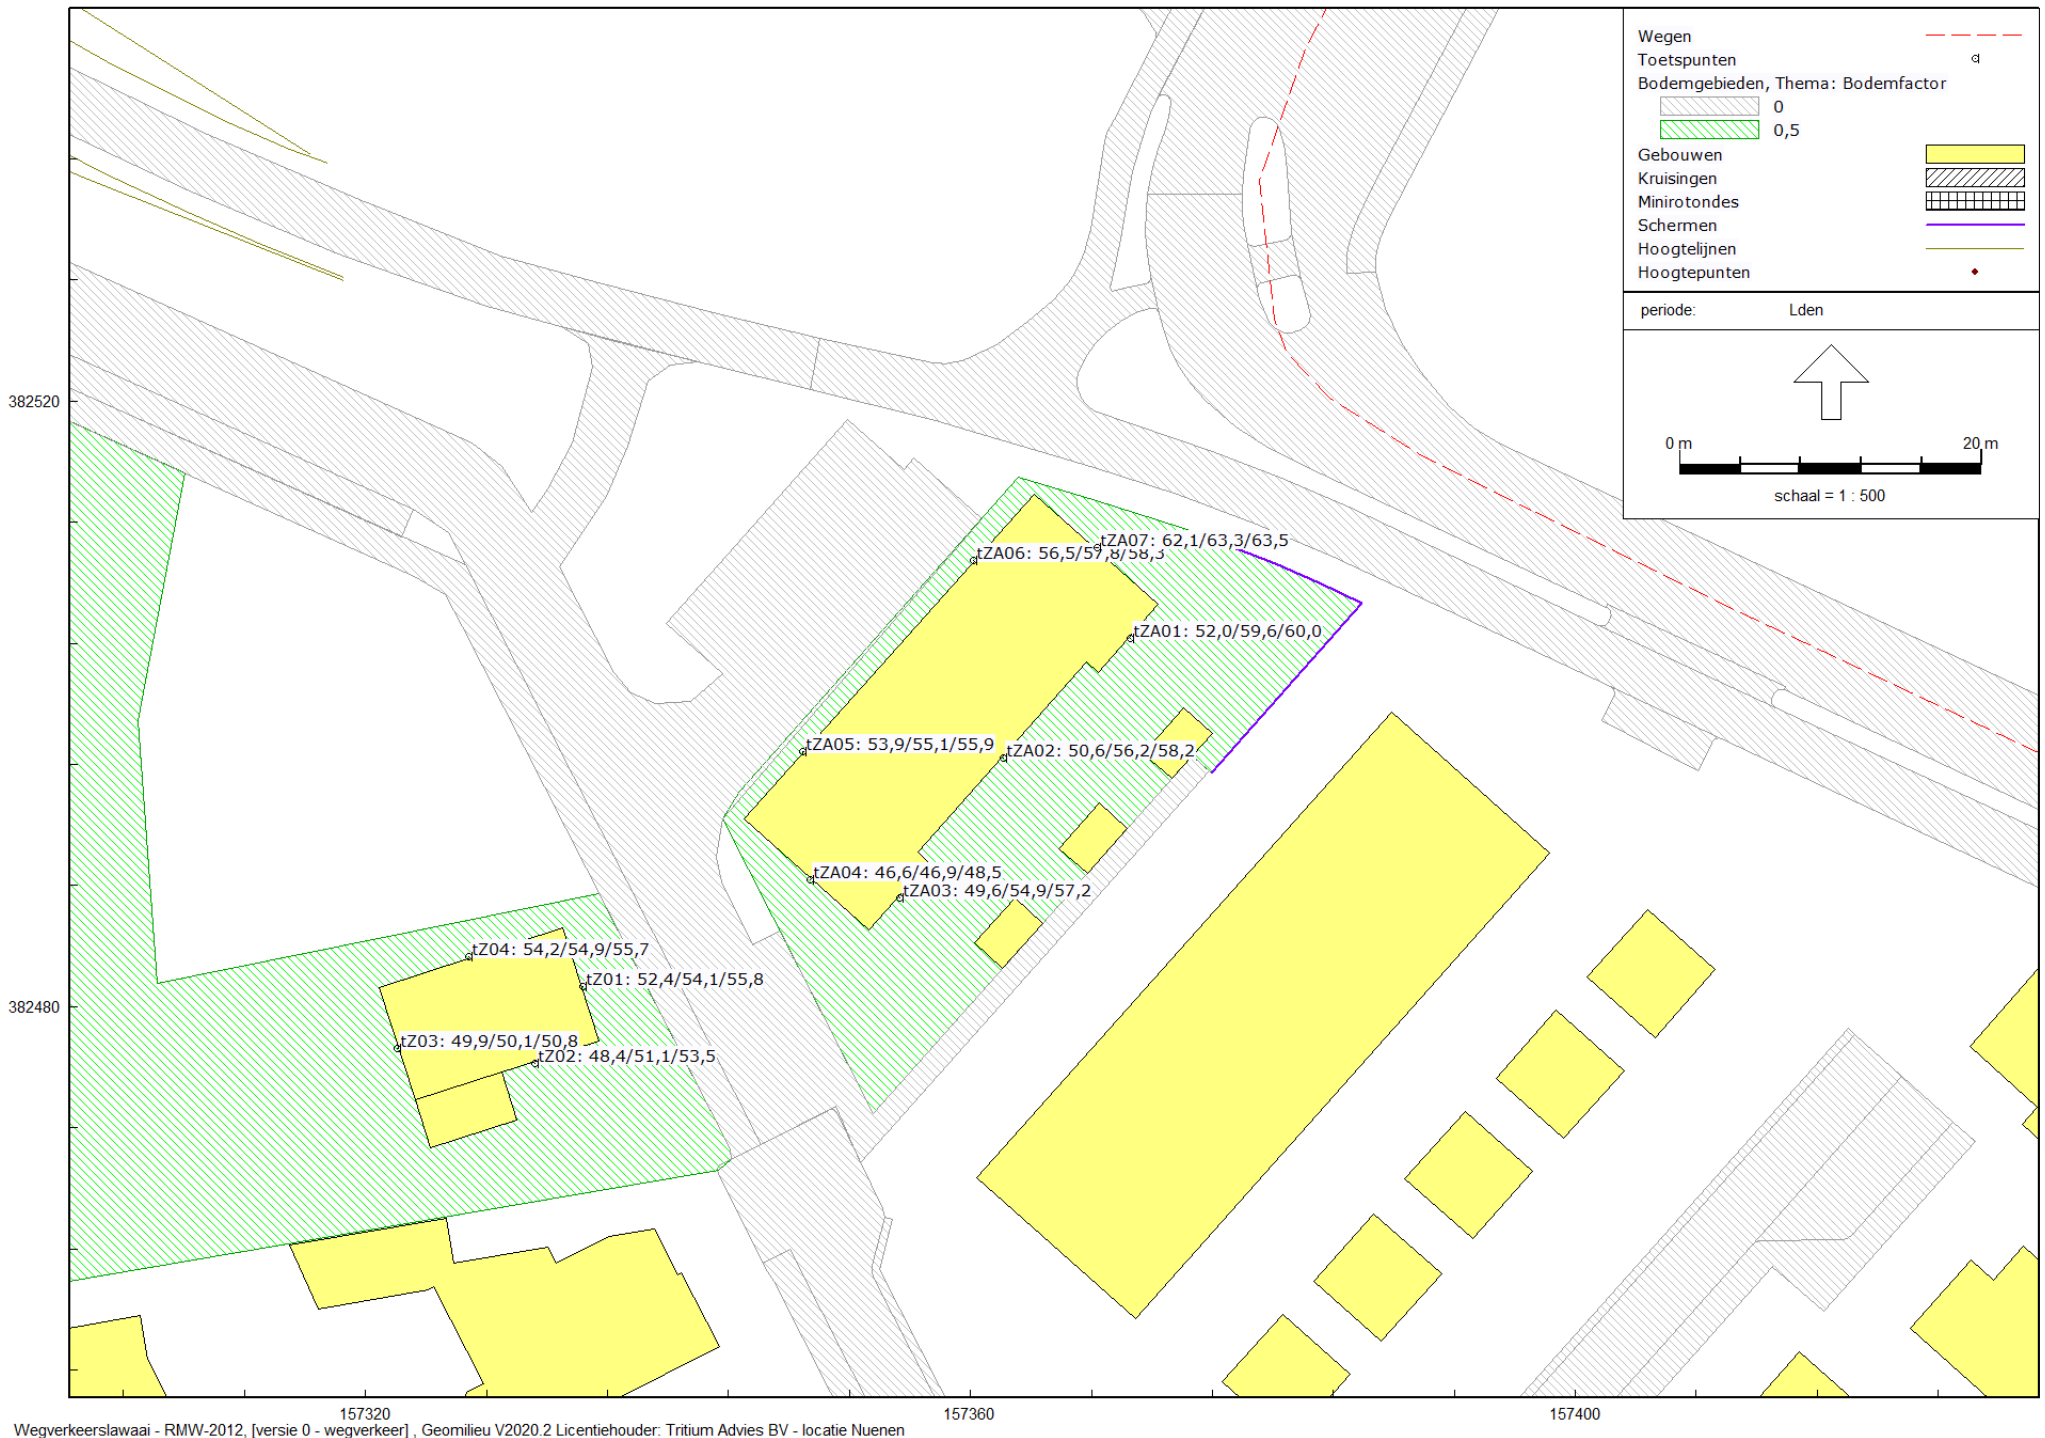 Wegen
Toetspunten
Bodemgebieden, Thema: Bodemfactor
0
0,5
Gebouwen
Kruisingen
Minirotondes
Schermen
Hoogtelijnen
Hoogtepunten
periode: Lden
0 m 20 m
schaal = 1 : 500
382520
tZA07: 62,1/63,3/63,5
tZA06: 56,5/57,8/58,3
tZA01: 52,0/59,6/60,0
tZA05: 53,9/55,1/55,9
tZA02: 50,6/56,2/58,2
tZA04: 46,6/46,9/48,5
tZA03: 49,6/54,9/57,2
tZ04: 54,2/54,9/55,7
tZ01: 52,4/54,1/55,8
382480
tZ03: 49,9/50,1/50,8
tZ02: 48,4/51,1/53,5
157320 157360 157400
Wegverkeerslawaai - RMW-2012, [versie 0 - wegverkeer] , Geomilieu V2020.2 Licentiehouder: Tritium Advies BV - locatie Nuenen